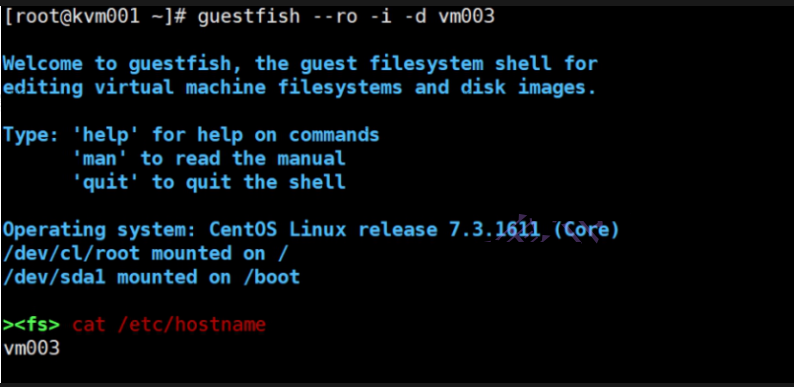 [root@kvm001 ~]# guestfish --ro -i -d vm003
Welcome to guestfish, the guest filesystem shell for
editing virtual machine filesystems and disk images.
Type: 'help' for help on commands
'man' to read the manual
'quit' to quit the shell
Operating system: CentOS Linux release 7.3.1611 (Core)
/dev/cl/root mounted on /
/dev/sda1 mounted on /boot
><fs> cat /etc/hostname
vm003